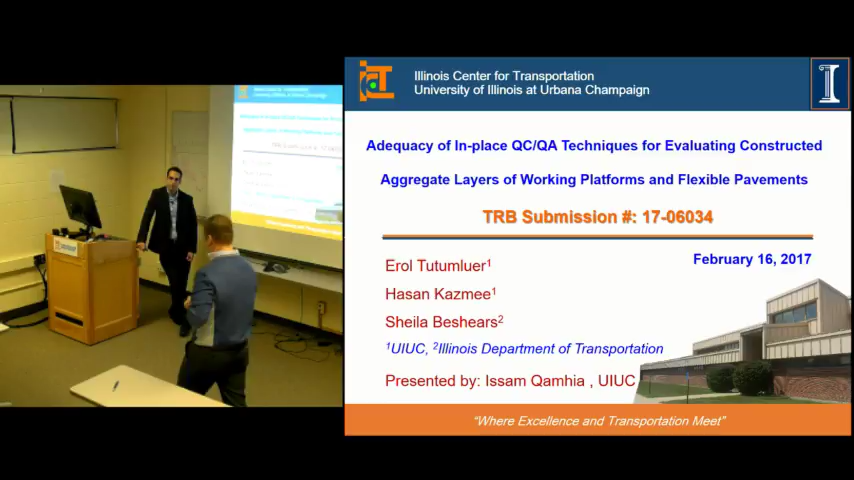 Illinois Center for Transportation
University of Illinois at Urbana Champaign
Adequacy of In-place QC/QA Techniques for Evaluating Constructed
Aggregate Layers of Working Platforms and Flexible Pavements
TRB Submission #: 17-06034
February 16, 2017
Erol Tutumluer¹
Hasan Kazmee¹
Sheila Beshears²
¹UIUC, ²Illinois Department of Transportation
Presented by: Issam Qamhia , UIUC
"Where Excellence and Transportation Meet"